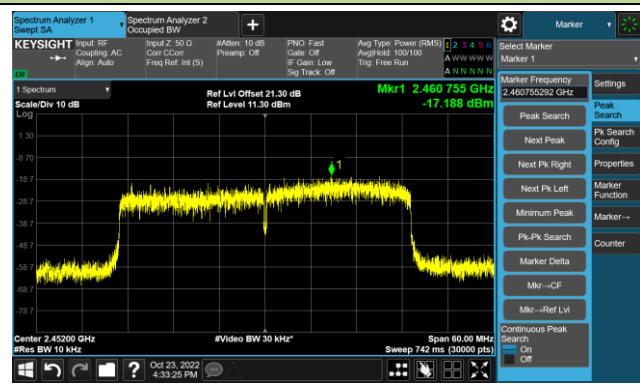 Spectrum Analyzer 1
Swept SA
Spectrum Analyzer 2
Occupied BW
+
Marker
KEYSIGHT
Input: RF
Coupling: AC
Align: Auto
Input Z: 50 Ω
Corr CCorr
Freq Ref: Int (S)
#Atten: 10 dB
Preamp: Off
PNO: Fast
Gate: Off
IF Gain: Low
Sig Track: Off
Avg Type: Power (RMS)
Avg|Hold: 100/100
Trig: Free Run
1 2 3 4 5 6
A W W W W W
A N N N N N
LXI
Select Marker
Marker 1
1 Spectrum
Scale/Div 10 dB
Log
Ref Lvl Offset 21.30 dB
Ref Level 11.30 dBm
Mkr1 2.460 755 GHz
-17.188 dBm
1.30
-8.70
-18.7
-28.7
-38.7
-48.7
-58.7
-68.7
-78.7
1
Center 2.45200 GHz
#Res BW 10 kHz
#Video BW 30 kHz*
Span 60.00 MHz
Sweep 742 ms (30000 pts)
Marker Frequency
2.460755292 GHz
Peak Search
Next Peak
Next Pk Right
Next Pk Left
Minimum Peak
Pk-Pk Search
Marker Delta
Mkr→CF
Mkr→Ref Lvl
Continuous Peak
Search
On
Off
Settings
Peak
Search
Pk Search
Config
Properties
Marker
Function
Marker→
Counter
?
Oct 23, 2022
4:33:25 PM